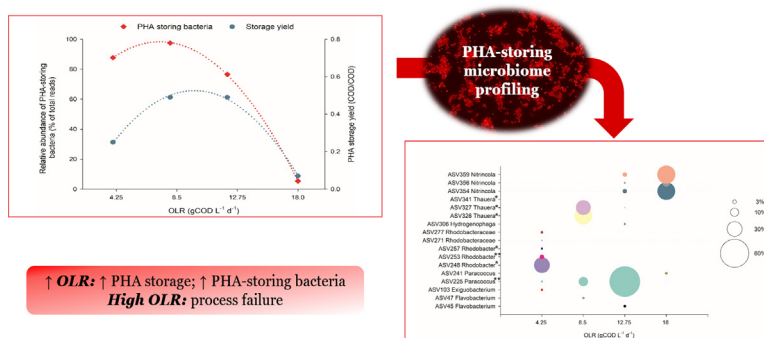 PHA storing bacteria
Storage yield
Relative abundance of PHA-storing
bacteria (% of total reads)
100
80
60
40
20
0
0.8
0.6
0.4
0.2
0.0
PHA storage yield (COD/COD)
4.25 8.5 12.75 18.0
OLR (gCOD L⁻¹ d⁻¹)
PHA-storing
microbiome
profiling
↑ OLR: ↑ PHA storage; ↑ PHA-storing bacteria
High OLR: process failure
ASV359 Nitrincola
ASV356 Nitrincola
ASV354 Nitrincola
ASV341 Thauera*
ASV327 Thauera*
ASV326 Thauera*
ASV306 Hydrogenophaga
ASV277 Rhodobacteraceae
ASV271 Rhodobacteraceae
ASV257 Rhodobacter*
ASV253 Rhodobacter**
ASV248 Rhodobacter*
ASV241 Paracoccus
ASV225 Paracoccus**
ASV103 Exiguobacterium
ASV47 Flavobacterium
ASV45 Flavobacterium
4.25 8.5 12.75 18
OLR (gCOD L⁻¹ d⁻¹)
3%
10%
30%
60%